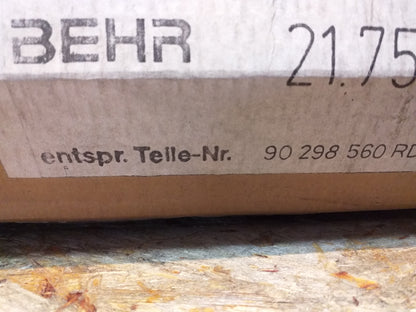 BEHR 21.75
entspr. Teile-Nr. 90 298 560 RD